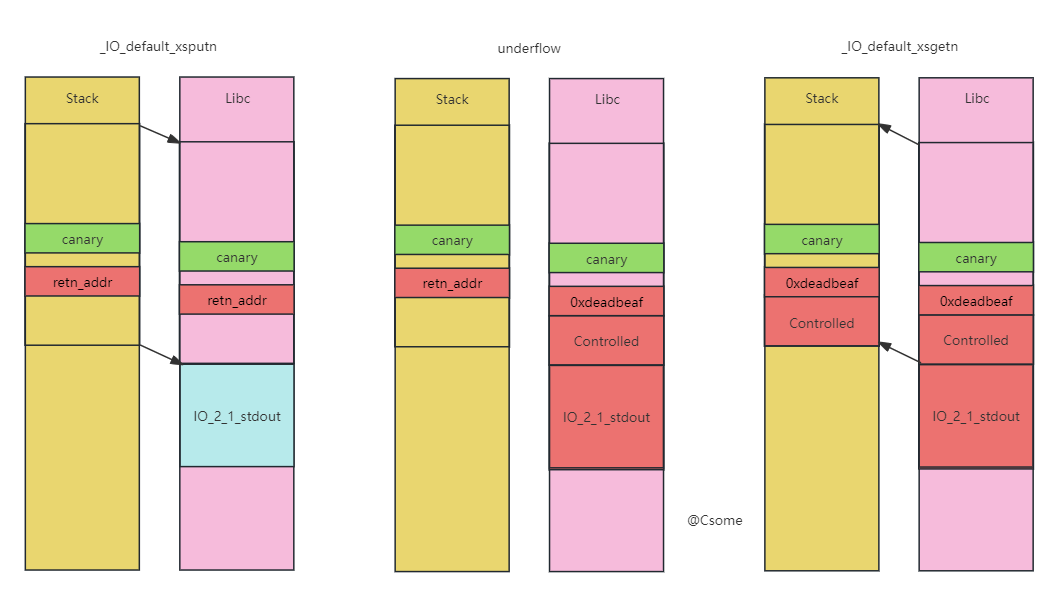 _IO_default_xsputn
Stack
Libc
canary
canary
retn_addr
retn_addr
IO_2_1_stdout
underflow
Stack
Libc
canary
canary
retn_addr
0xdeadbeaf
Controlled
IO_2_1_stdout
@Csome
_IO_default_xsgetn
Stack
Libc
canary
canary
0xdeadbeaf
0xdeadbeaf
Controlled
Controlled
IO_2_1_stdout